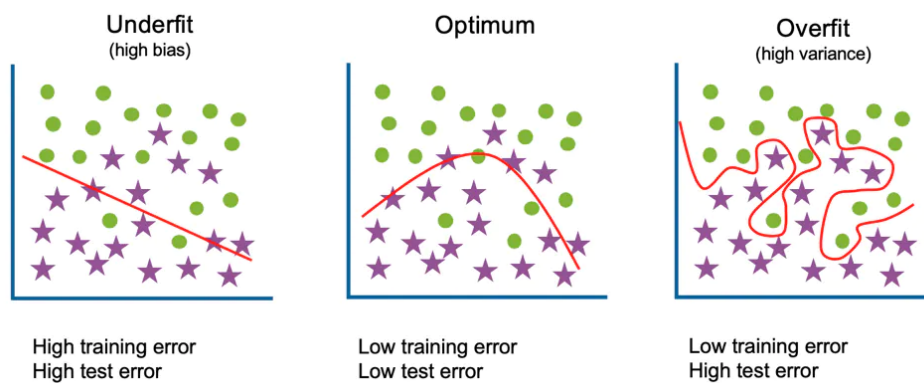 Underfit
(high bias)
Optimum
Overfit
(high variance)
High training error
High test error
Low training error
Low test error
Low training error
High test error